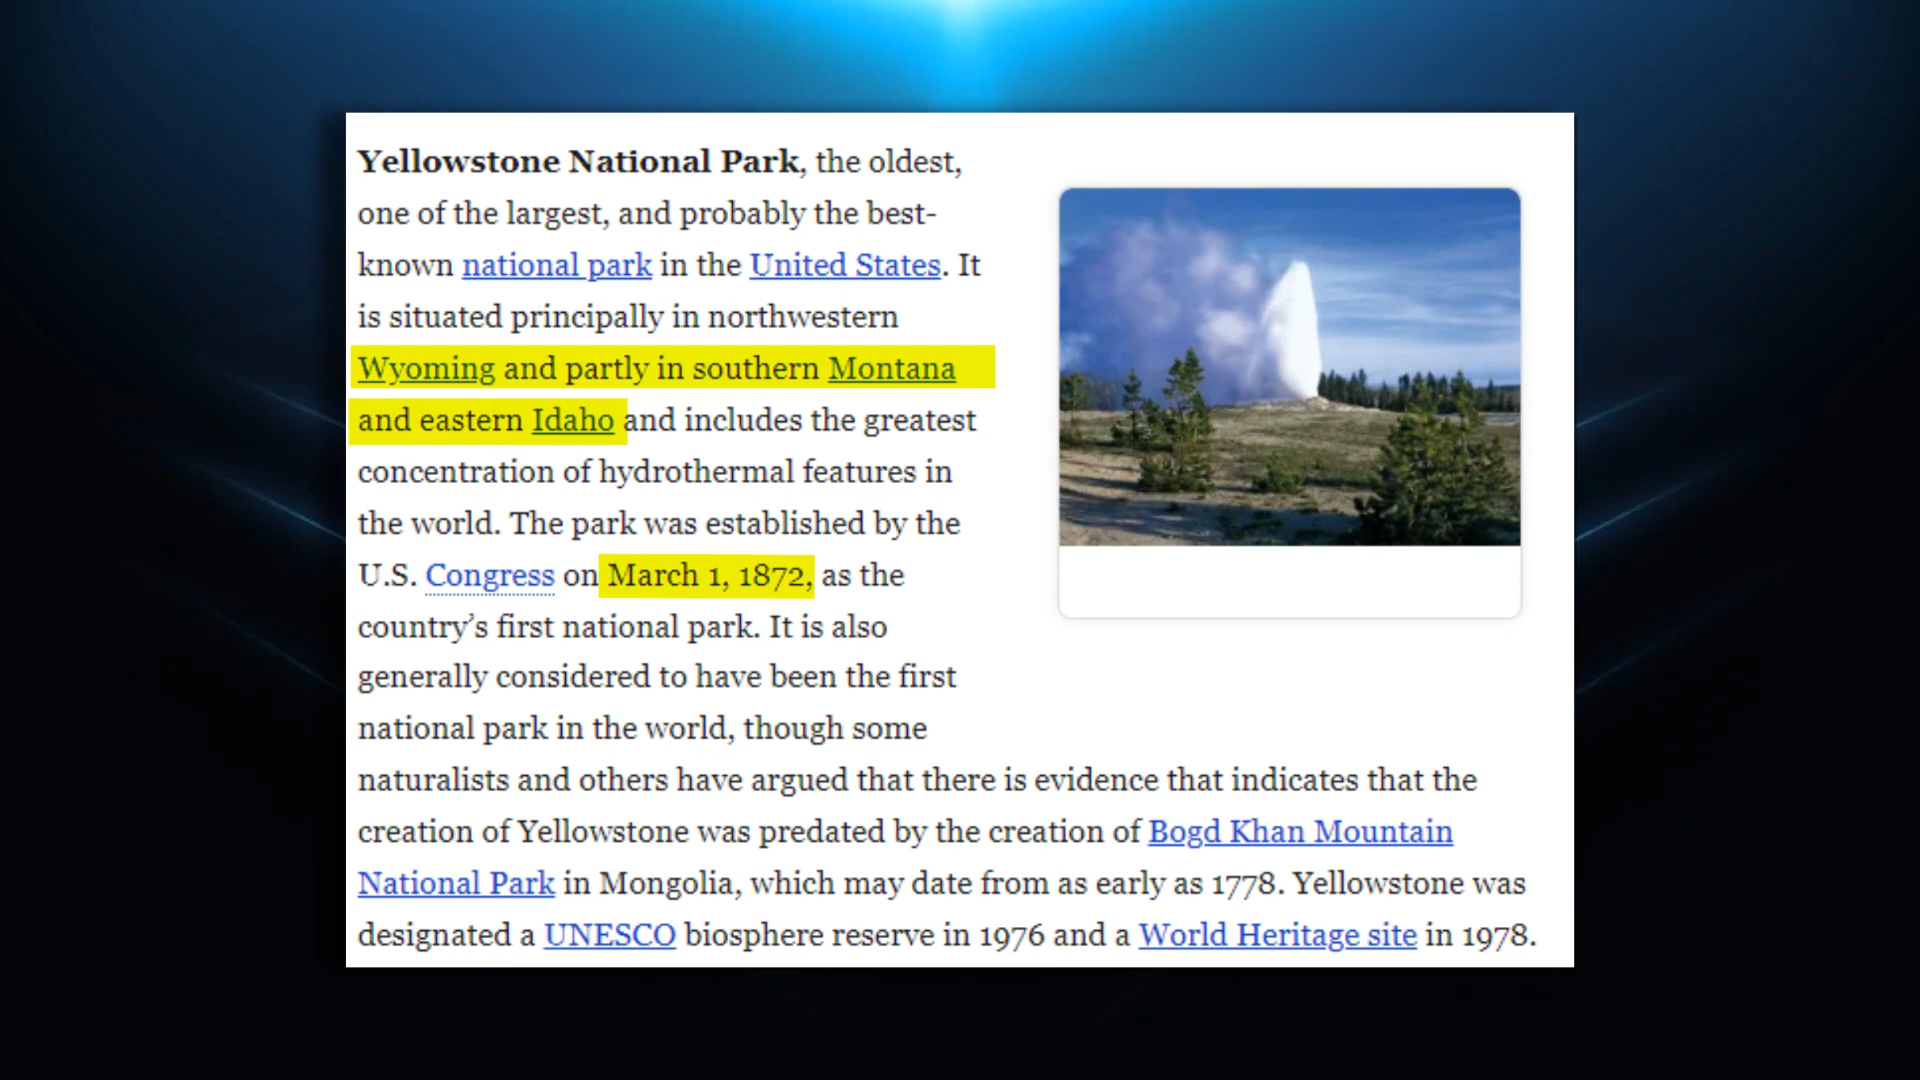 Yellowstone National Park, the oldest,
one of the largest, and probably the best-
known national park in the United States. It
is situated principally in northwestern
Wyoming and partly in southern Montana
and eastern Idaho and includes the greatest
concentration of hydrothermal features in
the world. The park was established by the
U.S. Congress on March 1, 1872, as the
country’s first national park. It is also
generally considered to have been the first
national park in the world, though some
naturalists and others have argued that there is evidence that indicates that the
creation of Yellowstone was predated by the creation of Bogd Khan Mountain
National Park in Mongolia, which may date from as early as 1778. Yellowstone was
designated a UNESCO biosphere reserve in 1976 and a World Heritage site in 1978.